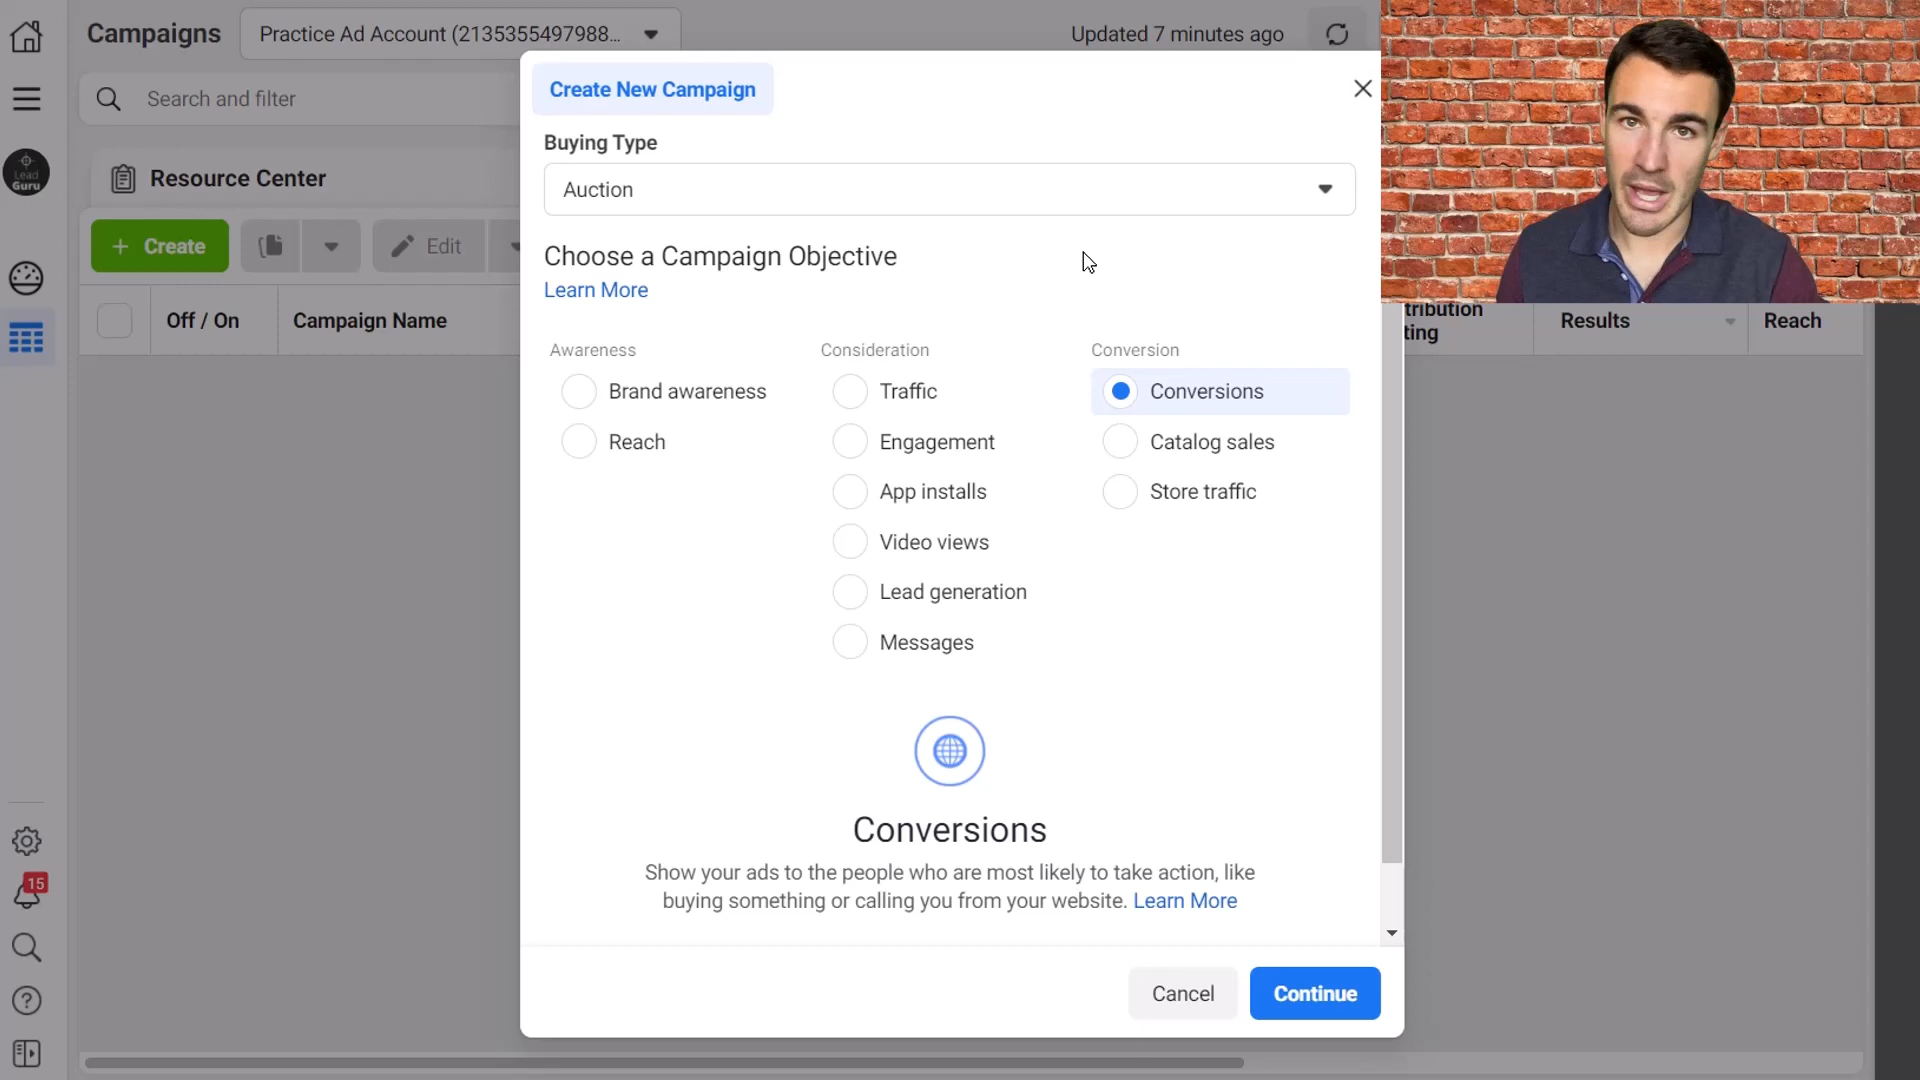 Campaigns
Practice Ad Account (2135355497988...
Updated 7 minutes ago
Search and filter
Lead
Guru
Resource Center
+ Create
Edit
Off / On
Campaign Name
tribution
ting
Results
Reach
Create New Campaign
Buying Type
Auction
Choose a Campaign Objective
Learn More
Awareness
Brand awareness
Reach
Consideration
Traffic
Engagement
App installs
Video views
Lead generation
Messages
Conversion
Conversions
Catalog sales
Store traffic
Conversions
Show your ads to the people who are most likely to take action, like
buying something or calling you from your website. Learn More
Cancel
Continue
15